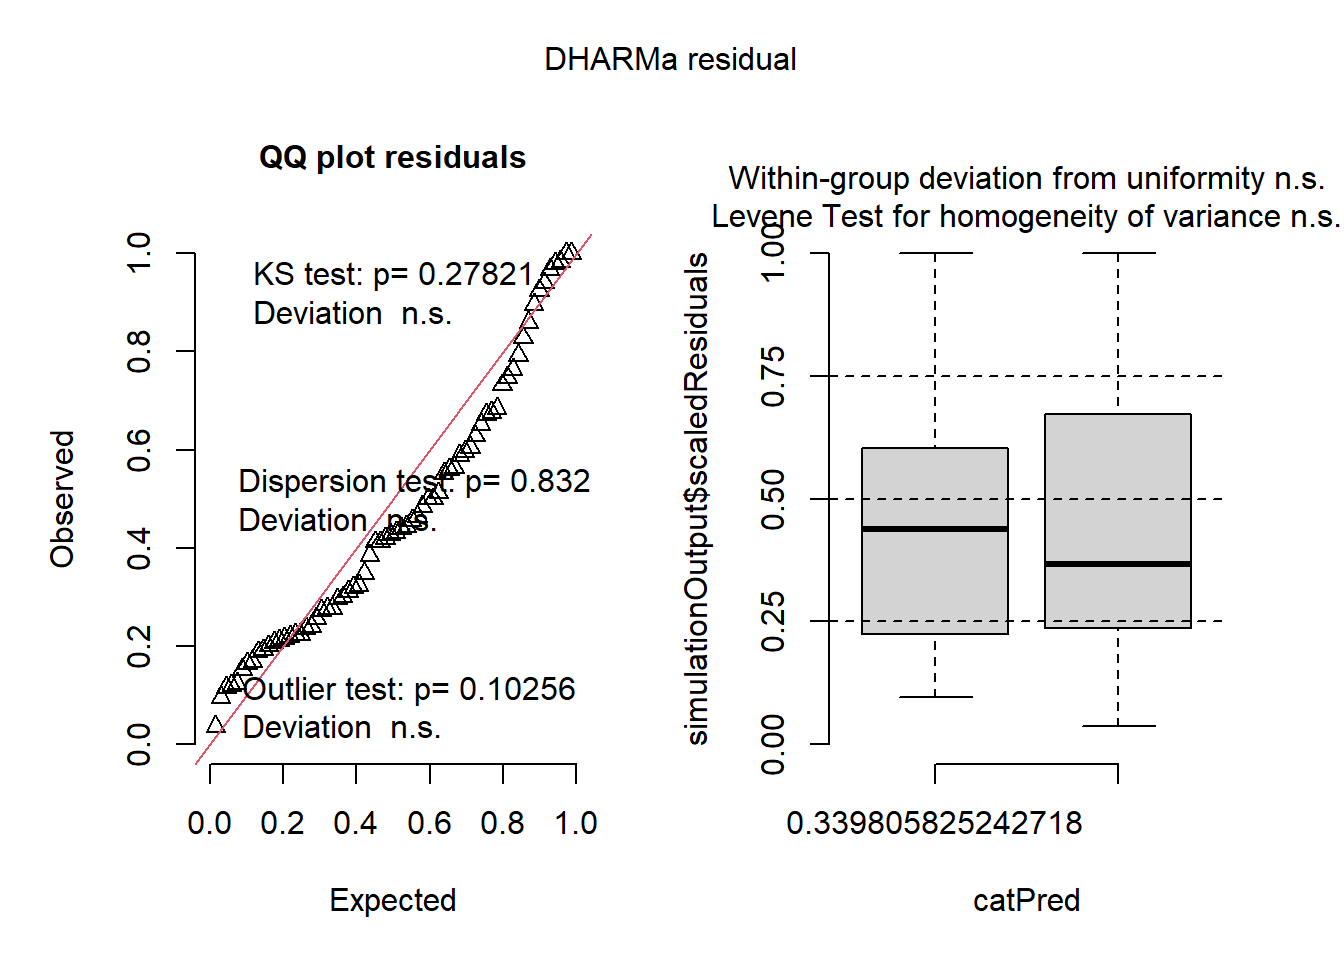 DHARMa residual
QQ plot residuals
KS test: p= 0.27821
Deviation  n.s.
Dispersion test: p= 0.832
Deviation  n.s.
Outlier test: p= 0.10256
Deviation  n.s.
Observed
0.0
0.2
0.4
0.6
0.8
1.0
0.0 0.2 0.4 0.6 0.8 1.0
Expected
Within-group deviation from uniformity n.s.
Levene Test for homogeneity of variance n.s.
simulationOutput$scaledResiduals
0.00
0.25
0.50
0.75
1.00
0.339805825242718
catPred